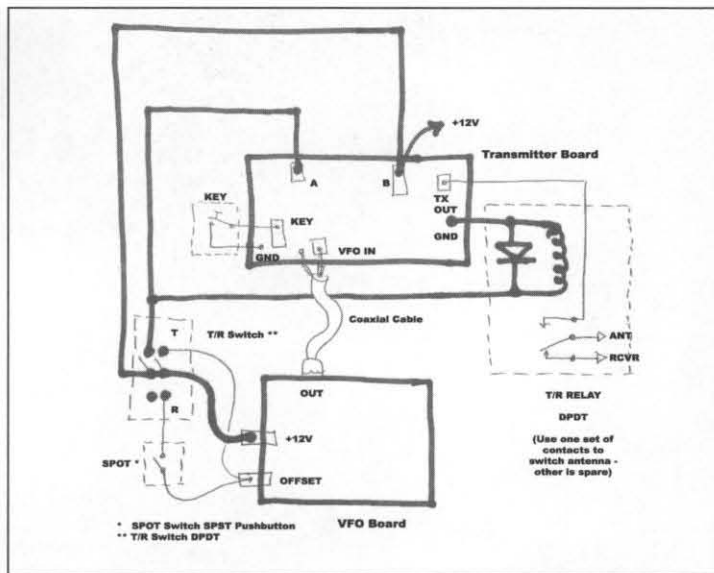 +12V
Transmitter Board
A
B
TX
OUT
GND
KEY
KEY
GND
VFO IN
Coaxial Cable
T
T/R Switch **
R
ANT
RCVR
T/R RELAY
DPDT
(Use one set of
contacts to
switch antenna -
other is spare)
OUT
+12V
SPOT *
OFFSET
VFO Board
* SPOT Switch SPST Pushbutton
** T/R Switch DPDT